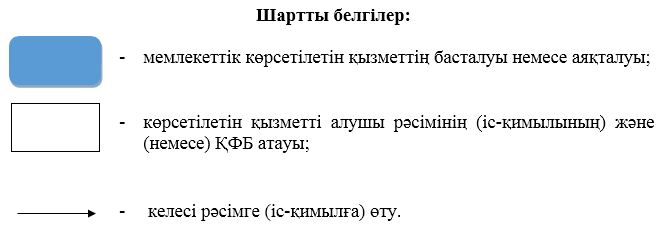 Шартты белгілер:
- мемлекеттік көрсетілетін қызметтің басталуы немесе аяқталуы;
- көрсетілетін қызметті алушы рәсімінің (іс-қимылының) және
(немесе) ҚФБ атауы;
- келесі рәсімге (іс-қимылға) өту.